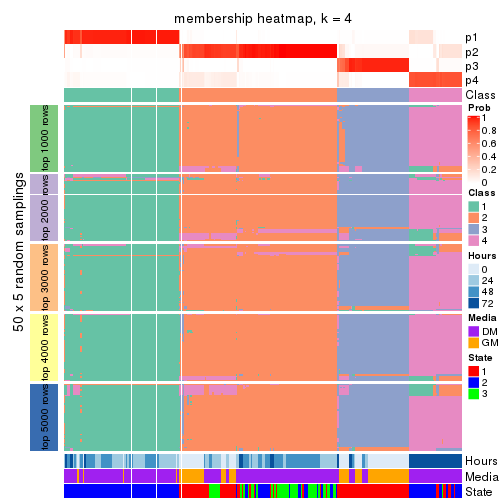 membership heatmap, k = 4
p1
p2
p3
p4
Class
50 x 5 random samplings
top 1000 rows
top 2000 rows
top 3000 rows
top 4000 rows
top 5000 rows
Hours
Media
State
Prob
1
0.8
0.6
0.4
0.2
0
Class
1
2
3
4
Hours
0
24
48
72
Media
DM
GM
State
1
2
3